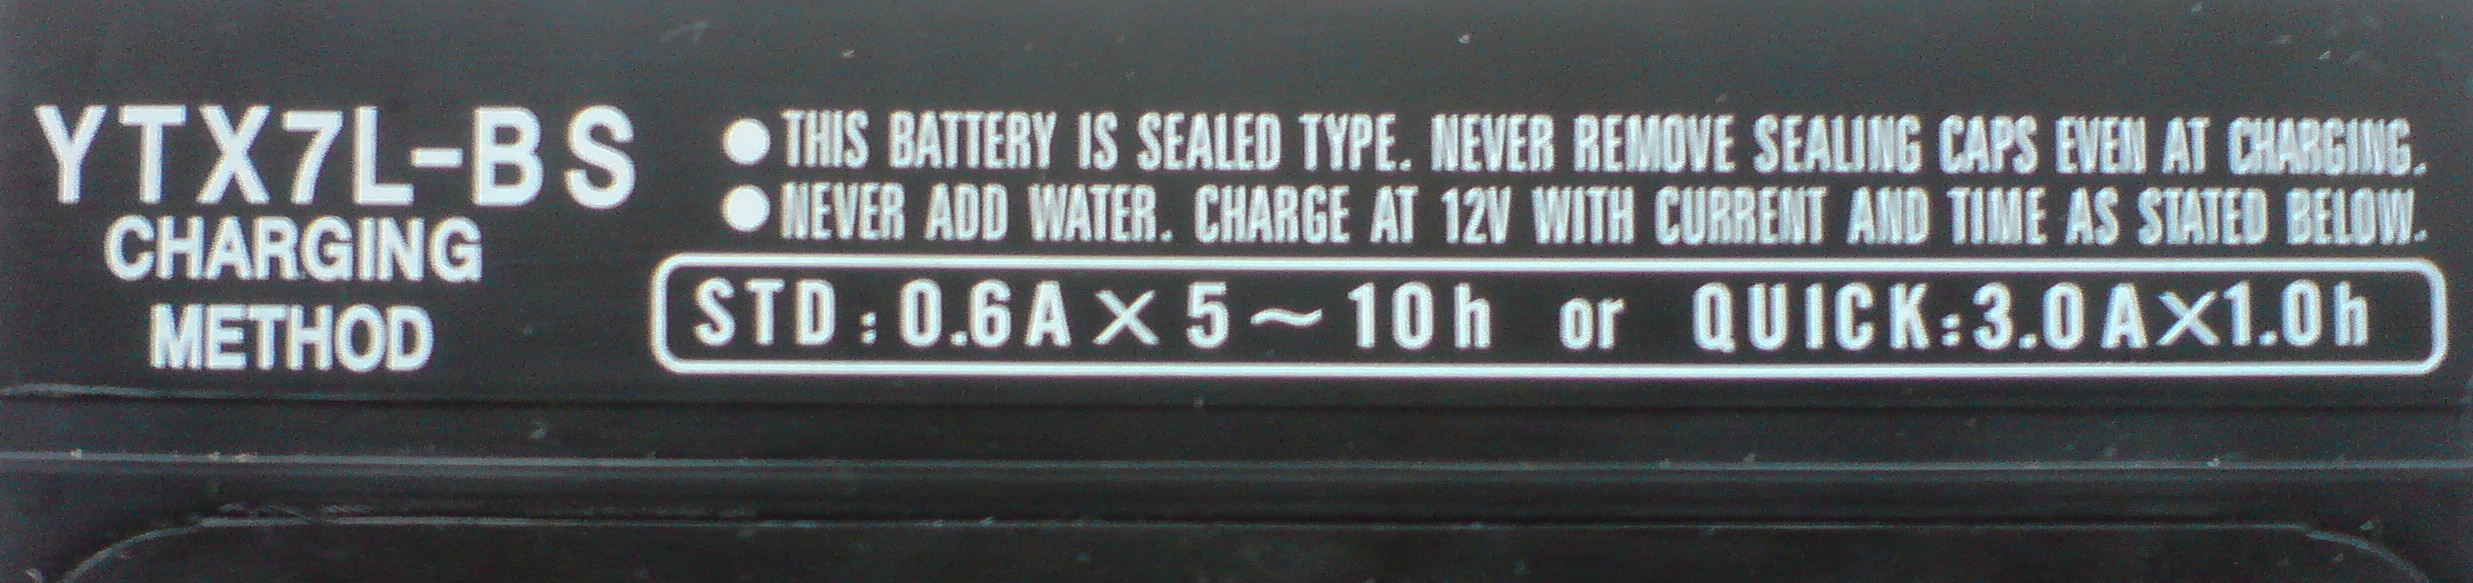 YTX7L-BS
CHARGING
METHOD
●THIS BATTERY IS SEALED TYPE. NEVER REMOVE SEALING CAPS EVEN AT CHARGING.
●NEVER ADD WATER. CHARGE AT 12V WITH CURRENT AND TIME AS STATED BELOW.
STD:0.6A×5~10h or QUICK:3.0A×1.0h